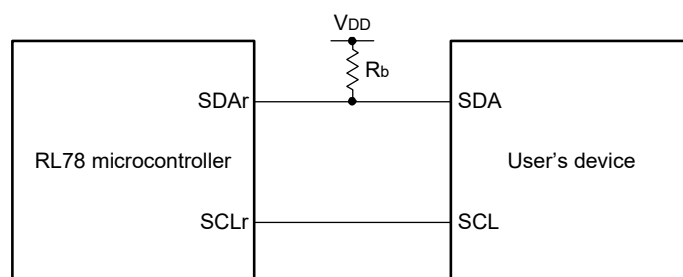 VDD
Rb
SDAr SDA
RL78 microcontroller User's device
SCLr SCL